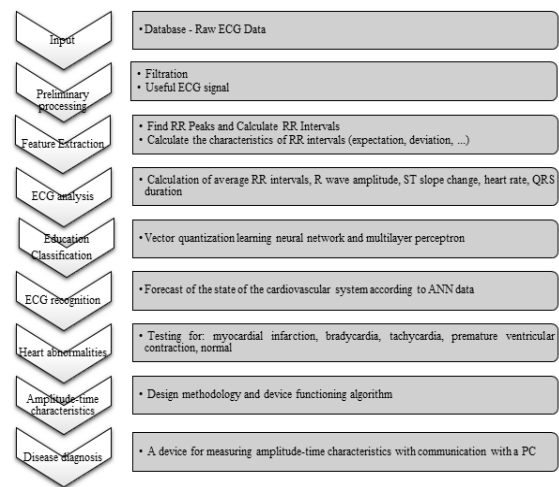 Input
• Database - Raw ECG Data
Preliminary
processing
• Filtration
• Useful ECG signal
Feature Extraction
• Find RR Peaks and Calculate RR Intervals
• Calculate the characteristics of RR intervals (expectation, deviation, ...)
ECG analysis
• Calculation of average RR intervals, R wave amplitude, ST slope change, heart rate, QRS
duration
Education
Classification
• Vector quantization learning neural network and multilayer perceptron
ECG recognition
• Forecast of the state of the cardiovascular system according to ANN data
Heart abnormalities
• Testing for: myocardial infarction, bradycardia, tachycardia, premature ventricular
contraction, normal
Amplitude-time
characteristics
• Design methodology and device functioning algorithm
Disease diagnosis
• A device for measuring amplitude-time characteristics with communication with a PC